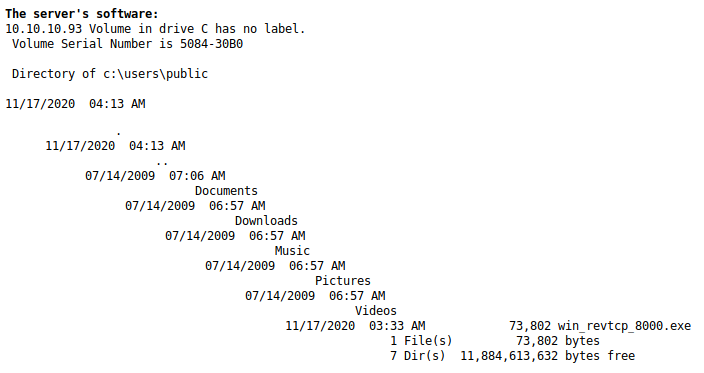 The server's software:
10.10.10.93 Volume in drive C has no label.
Volume Serial Number is 5084-30B0
Directory of c:\users\public
11/17/2020  04:13 AM
.
11/17/2020  04:13 AM
..
07/14/2009  07:06 AM
Documents
07/14/2009  06:57 AM
Downloads
07/14/2009  06:57 AM
Music
07/14/2009  06:57 AM
Pictures
07/14/2009  06:57 AM
Videos
11/17/2020  03:33 AM            73,802 win_revtcp_8000.exe
1 File(s)         73,802 bytes
7 Dir(s)  11,884,613,632 bytes free